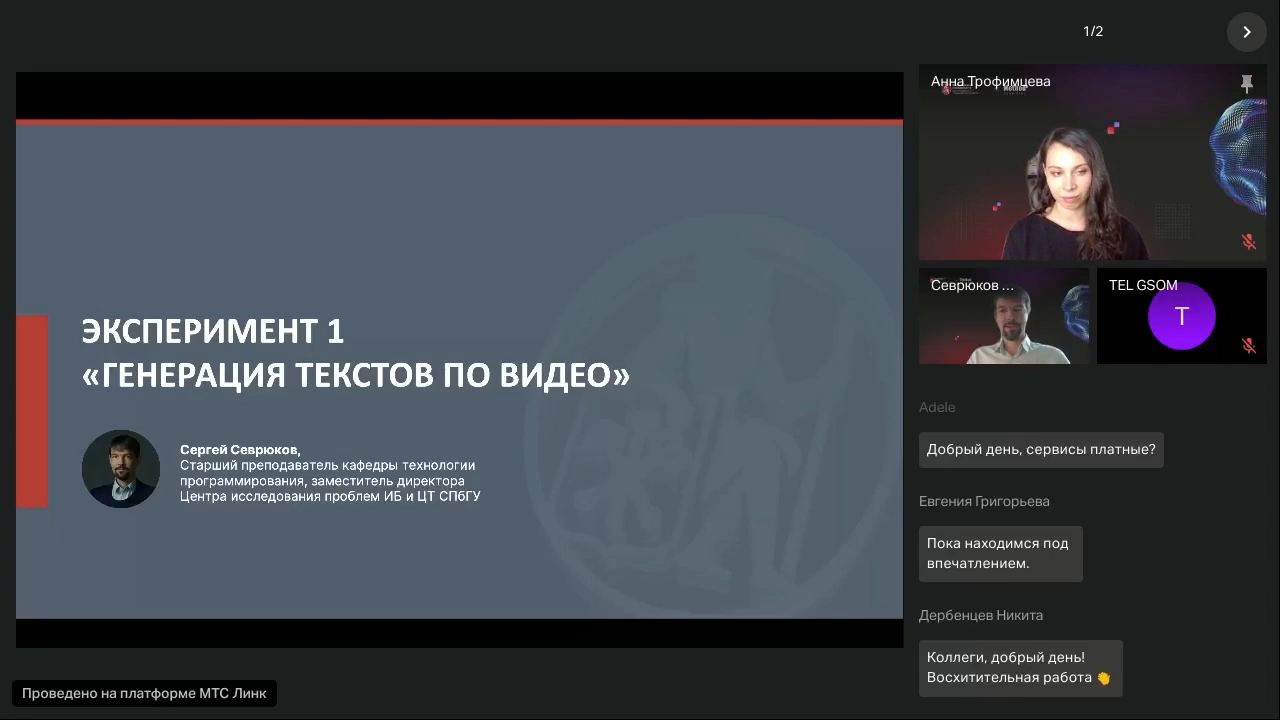 1/2
ЭКСПЕРИМЕНТ 1
«ГЕНЕРАЦИЯ ТЕКСТОВ ПО ВИДЕО»
Сергей Севрюков,
Старший преподаватель кафедры технологии
программирования, заместитель директора
Центра исследования проблем ИБ и ЦТ СПбГУ
Анна Трофимцева
Севрюков ...
TEL GSOM
T
Adele
Добрый день, сервисы платные?
Евгения Григорьева
Пока находимся под
впечатлением.
Дербенцев Никита
Коллеги, добрый день!
Восхитительная работа 👏
Проведено на платформе МТС Линк